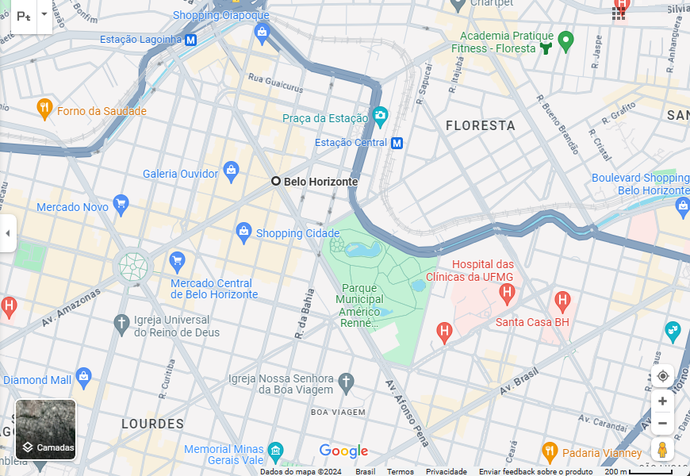 Chartpet
Shopping Oiapoque
Estação Lagoinha M
Academia Pratique
Fitness - Floresta
R. Jaspe
R. Sapucaí
R. Itajubá
Rua Guaicurus
Forno da Saudade
R. Bueno Brandão
R. Grafito
Praça da Estação
FLORESTA
SAN
Estação Central M
R. Cristal
Galeria Ouvidor
Belo Horizonte
Boulevard Shopping
Belo Horizonte
Mercado Novo
Shopping Cidade
Mercado Central
de Belo Horizonte
Hospital das
Clínicas da UFMG
Parque
Municipal
Américo
Renné...
H
H
H
H
Av. Amazonas
R. da Bahia
Igreja Universal
do Reino de Deus
Santa Casa BH
R. Curitiba
Diamond Mall
Igreja Nossa Senhora
da Boa Viagem
Av. Afonso Pena
Av. Brasil
BOA VIAGEM
LOURDES
Av. Carandaí
R. Ceará
Camadas
Memorial Minas
Gerais Vale
Google
Padaria Vianney
Dados do mapa ©2024 Brasil Termos Privacidade Enviar feedback sobre o produto 200 m